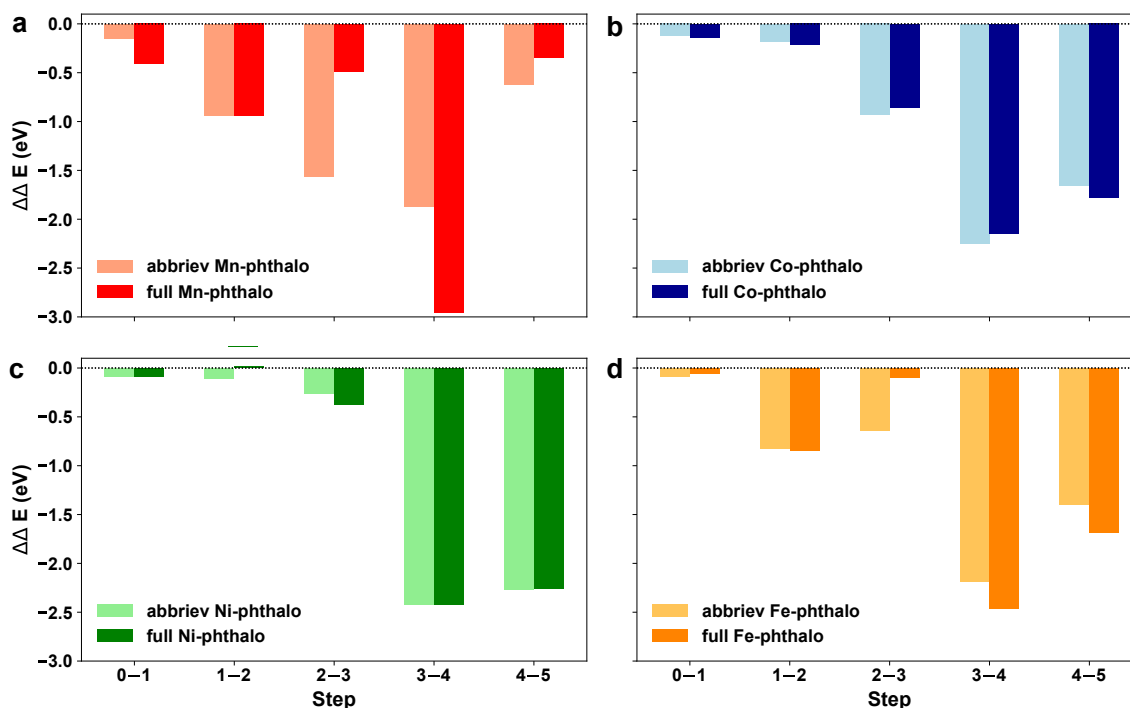 a
0.0
−0.5
−1.0
−1.5
−2.0
−2.5
−3.0
ΔΔ E (eV)
abbriev Mn-phthalo
full Mn-phthalo
b
abbriev Co-phthalo
full Co-phthalo
c
0.0
−0.5
−1.0
−1.5
−2.0
−2.5
−3.0
ΔΔ E (eV)
abbriev Ni-phthalo
full Ni-phthalo
0−1 1−2 2−3 3−4 4−5
Step
d
abbriev Fe-phthalo
full Fe-phthalo
0−1 1−2 2−3 3−4 4−5
Step